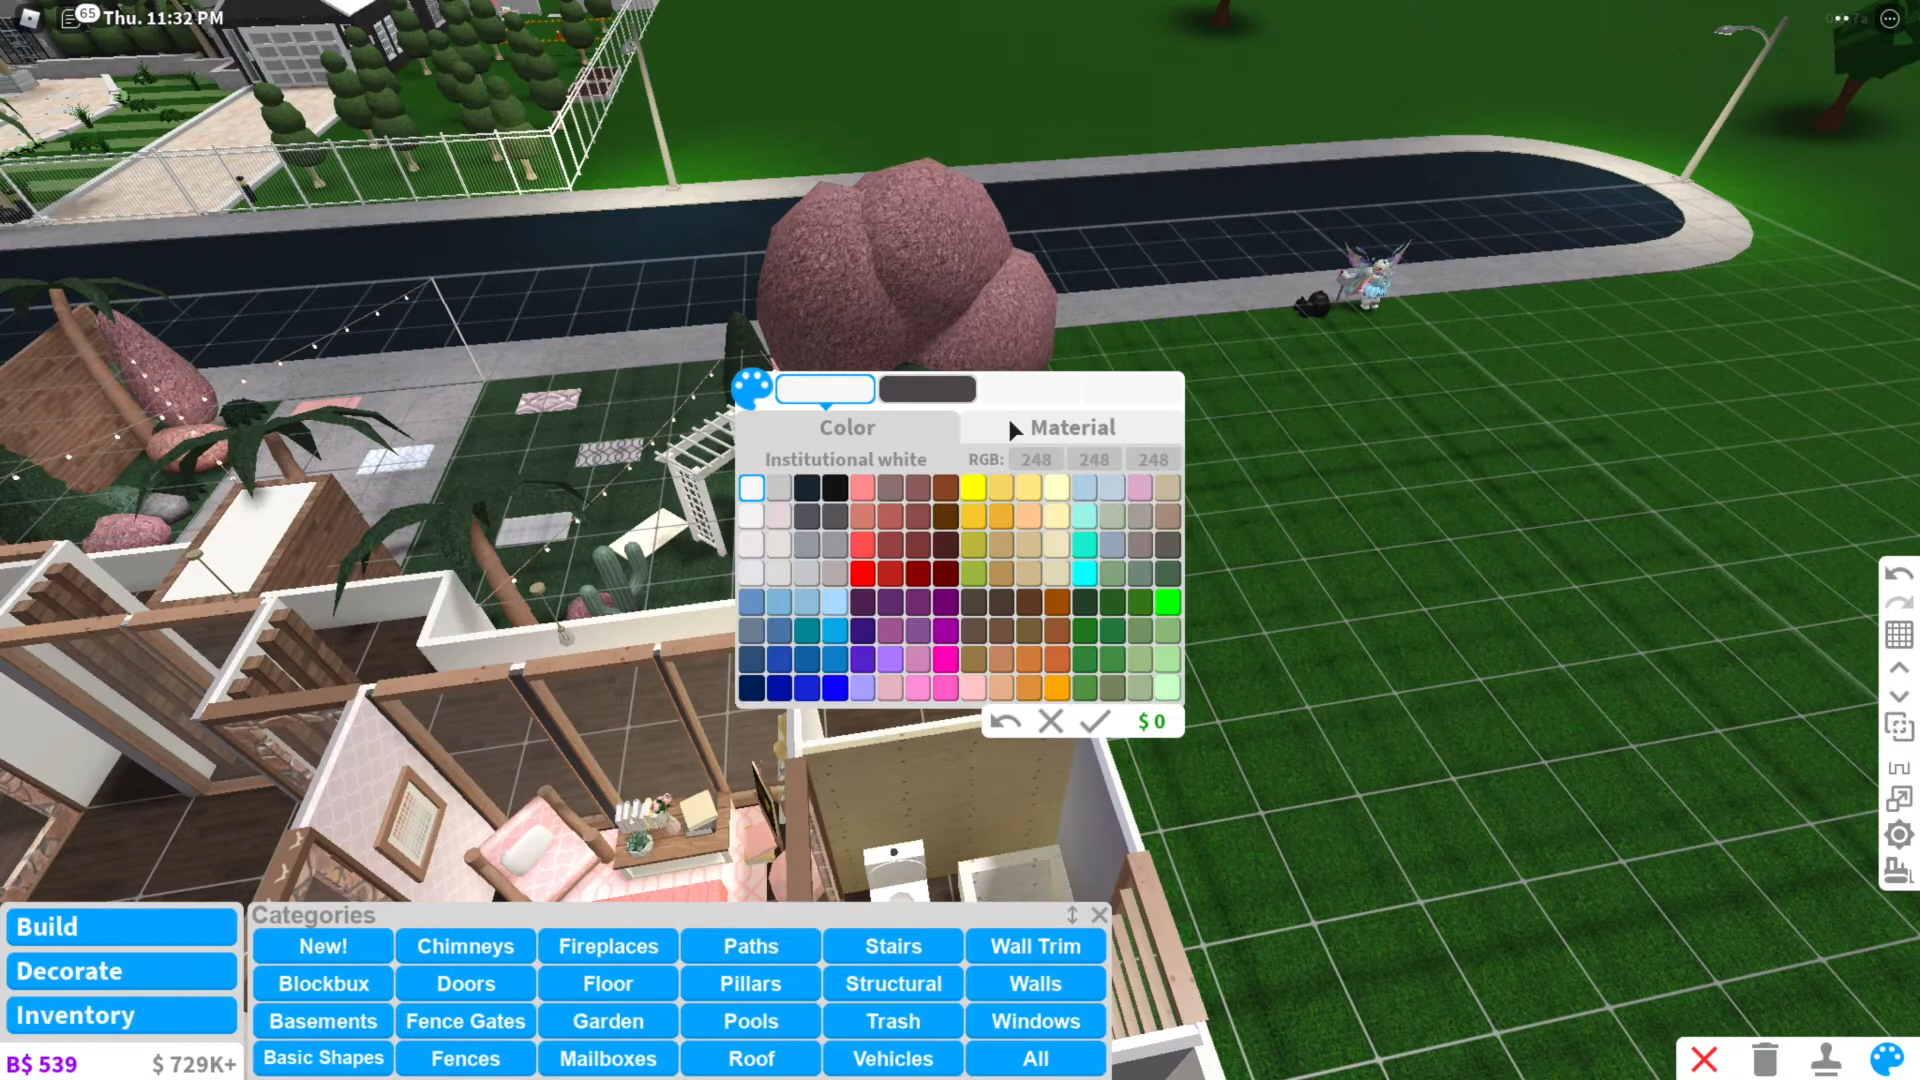 65 Thu. 11:32 PM
Color
Material
Institutional white
RGB: 248 248 248
$ 0
Build
Decorate
Inventory
B$ 539
$ 729K+
Categories
New! Chimneys Fireplaces Paths Stairs Wall Trim
Blockbux Doors Floor Pillars Structural Walls
Basements Fence Gates Garden Pools Trash Windows
Basic Shapes Fences Mailboxes Roof Vehicles All